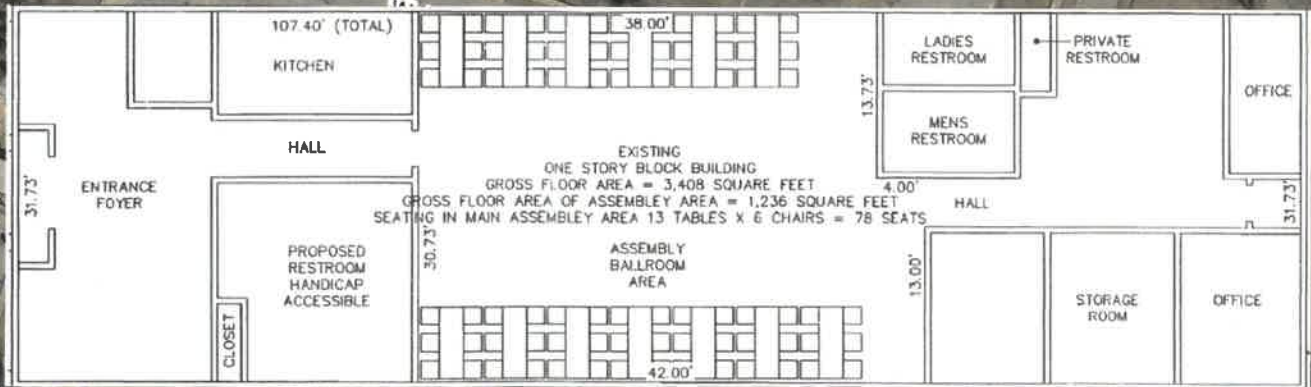 107.40' (TOTAL)
KITCHEN
38.00'
LADIES
RESTROOM
PRIVATE
RESTROOM
OFFICE
13.73'
MENS
RESTROOM
HALL
31.73'
ENTRANCE
FOYER
EXISTING
ONE STORY BLOCK BUILDING
GROSS FLOOR AREA = 3,408 SQUARE FEET
GROSS FLOOR AREA OF ASSEMBLEY AREA = 1,236 SQUARE FEET
SEATING IN MAIN ASSEMBLEY AREA 13 TABLES X 6 CHAIRS = 78 SEATS
4.00'
HALL
31.73'
PROPOSED
RESTROOM
HANDICAP
ACCESSIBLE
30.73'
ASSEMBLY
BALLROOM
AREA
13.00'
STORAGE
ROOM
OFFICE
CLOSET
42.00'